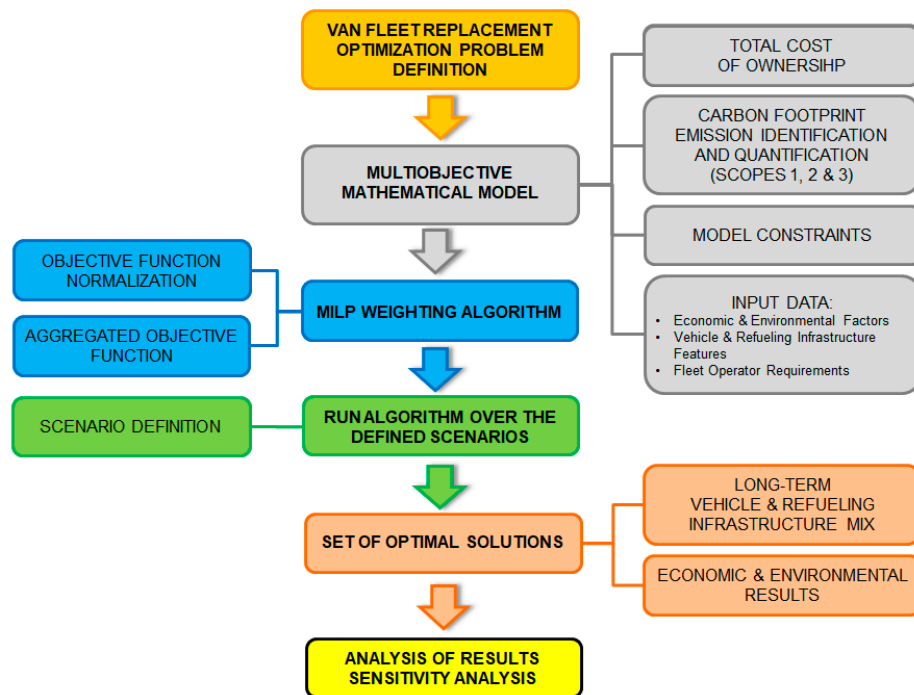 VAN FLEET REPLACEMENT
OPTIMIZATION PROBLEM
DEFINITION
TOTAL COST
OF OWNERSIHP
CARBON FOOTPRINT
EMISSION IDENTIFICATION
AND QUANTIFICATION
(SCOPES 1, 2 & 3)
MULTIOBJECTIVE
MATHEMATICAL MODEL
MODEL CONSTRAINTS
INPUT DATA:
• Economic & Environmental Factors
• Vehicle & Refueling Infrastructure
Features
• Fleet Operator Requirements
OBJECTIVE FUNCTION
NORMALIZATION
MILP WEIGHTING ALGORITHM
AGGREGATED OBJECTIVE
FUNCTION
SCENARIO DEFINITION
RUN ALGORITHM OVER THE
DEFINED SCENARIOS
LONG-TERM
VEHICLE & REFUELING
INFRASTRUCTURE MIX
SET OF OPTIMAL SOLUTIONS
ECONOMIC & ENVIRONMENTAL
RESULTS
ANALYSIS OF RESULTS
SENSITIVITY ANALYSIS